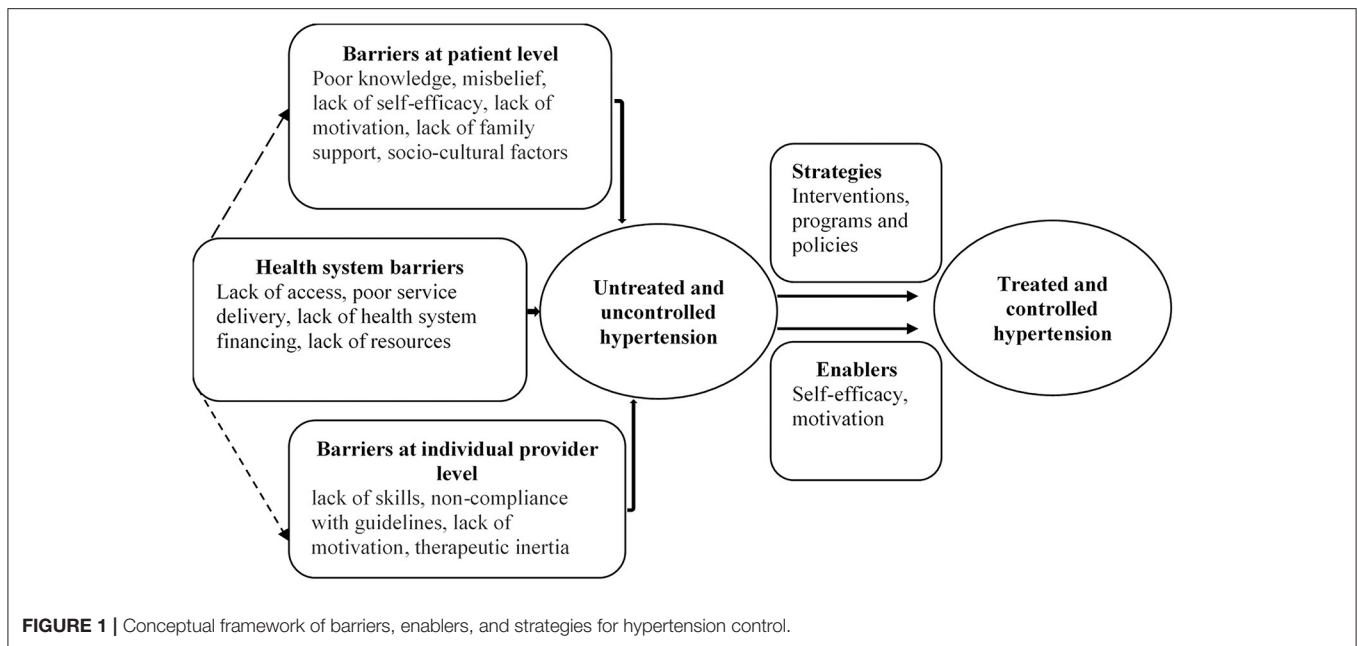 Barriers at patient level
Poor knowledge, misbelief,
lack of self-efficacy, lack of
motivation, lack of family
support, socio-cultural factors
Health system barriers
Lack of access, poor service
delivery, lack of health system
financing, lack of resources
Barriers at individual provider
level
lack of skills, non-compliance
with guidelines, lack of
motivation, therapeutic inertia
Untreated and
uncontrolled
hypertension
Strategies
Interventions,
programs and
policies
Enablers
Self-efficacy,
motivation
Treated and
controlled
hypertension
FIGURE 1 | Conceptual framework of barriers, enablers, and strategies for hypertension control.